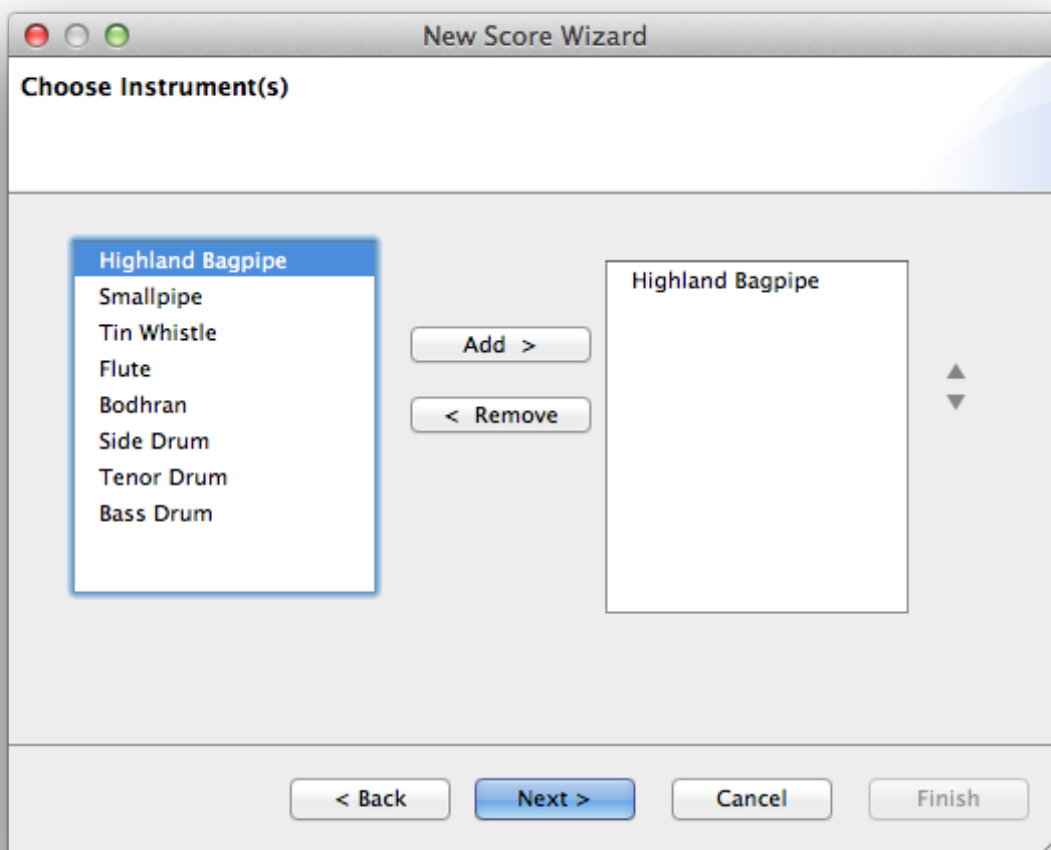 New Score Wizard
Choose Instrument(s)
Highland Bagpipe
Smallpipe
Tin Whistle
Flute
Bodhran
Side Drum
Tenor Drum
Bass Drum
Add >
< Remove
Highland Bagpipe
< Back
Next >
Cancel
Finish